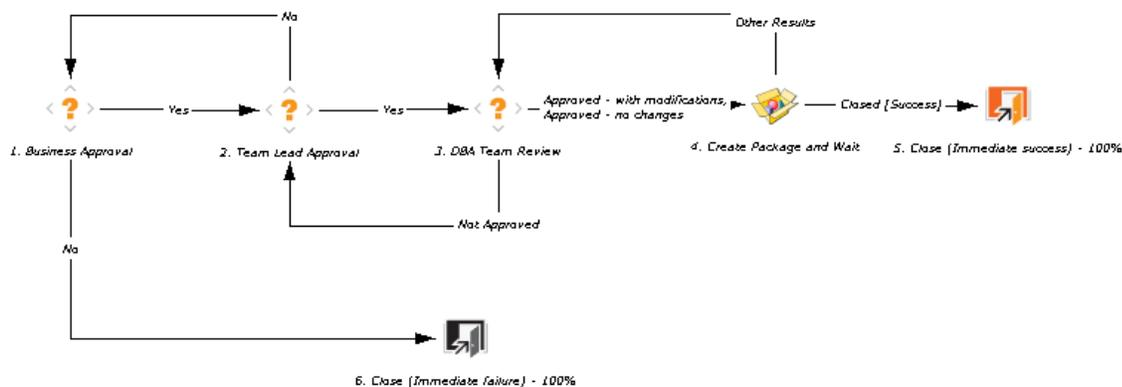 No
Other Results
Yes
Yes
Approved - with modifications,
Approved - no changes
Closed [Success]
1. Business Approval
2. Team Lead Approval
3. DBA Team Review
4. Create Package and Wait
5. Close (Immediate success) - 100%
Not Approved
No
6. Close (Immediate failure) - 100%